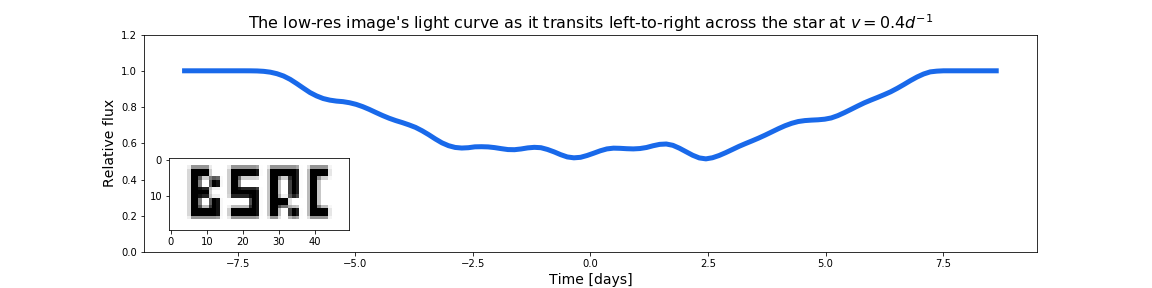 The low-res image's light curve as it transits left-to-right across the star at v = 0.4d⁻¹
Relative flux
1.2
1.0
0.8
0.6
0.4
0.2
0.0
0
10
BSRC
0 10 20 30 40
−7.5 −5.0 −2.5 0.0 2.5 5.0 7.5
Time [days]